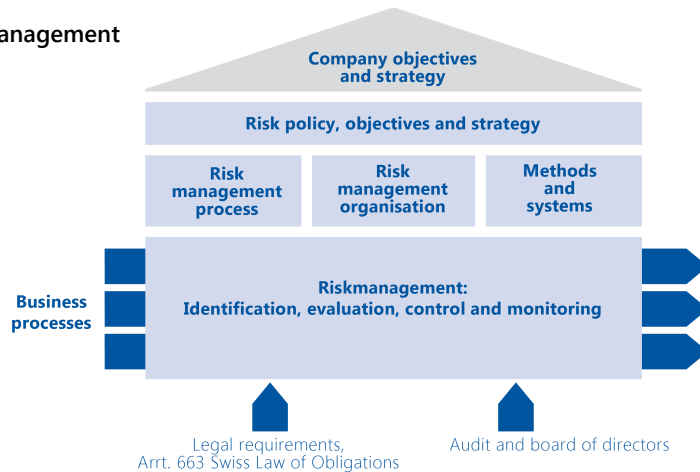 anagement
Company objectives
and strategy
Risk policy, objectives and strategy
Risk
management
process
Risk
management
organisation
Methods
and
systems
Business
processes
Riskmanagement:
Identification, evaluation, control and monitoring
Legal requirements,
Arrt. 663 Swiss Law of Obligations
Audit and board of directors